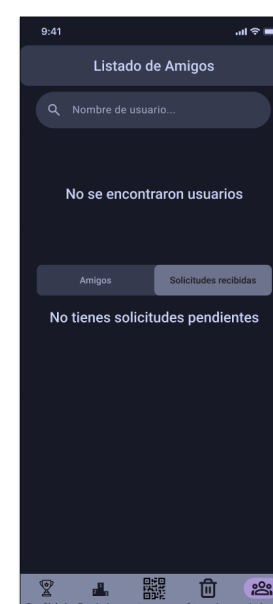 9:41
Listado de Amigos
Nombre de usuario...
No se encontraron usuarios
Amigos
Solicitudes recibidas
No tienes solicitudes pendientes